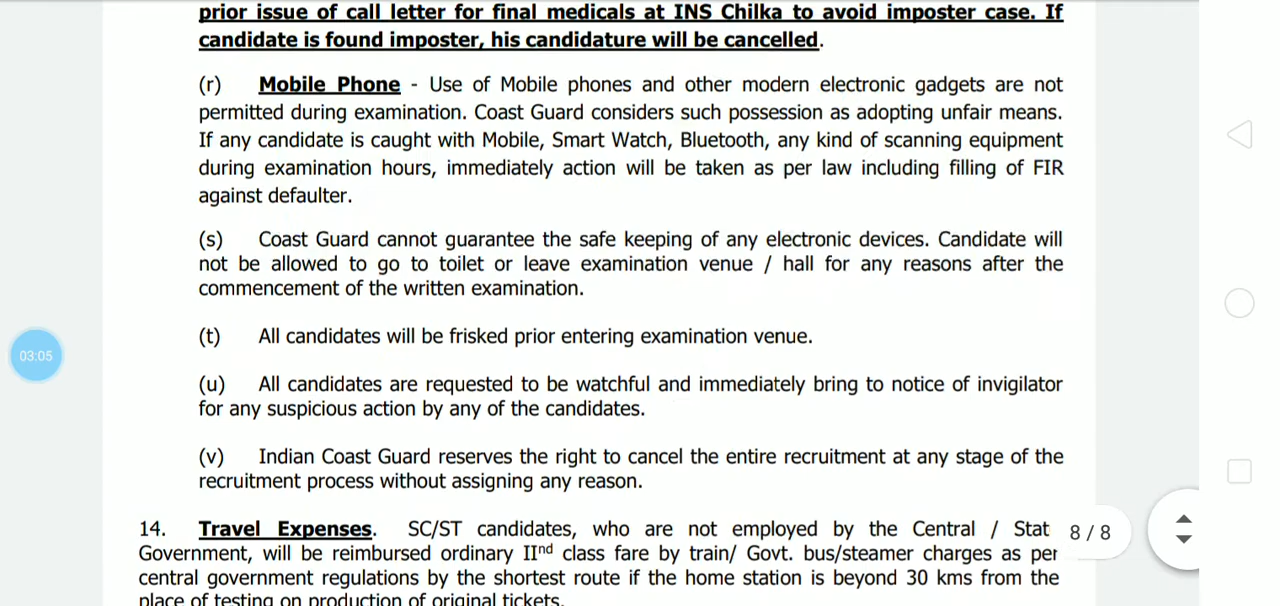 prior issue of call letter for final medicals at INS Chilka to avoid imposter case. If
candidate is found imposter, his candidature will be cancelled.
(r) Mobile Phone - Use of Mobile phones and other modern electronic gadgets are not
permitted during examination. Coast Guard considers such possession as adopting unfair means.
If any candidate is caught with Mobile, Smart Watch, Bluetooth, any kind of scanning equipment
during examination hours, immediately action will be taken as per law including filling of FIR
against defaulter.
(s) Coast Guard cannot guarantee the safe keeping of any electronic devices. Candidate will
not be allowed to go to toilet or leave examination venue / hall for any reasons after the
commencement of the written examination.
03:05
(t) All candidates will be frisked prior entering examination venue.
(u) All candidates are requested to be watchful and immediately bring to notice of invigilator
for any suspicious action by any of the candidates.
(v) Indian Coast Guard reserves the right to cancel the entire recruitment at any stage of the
recruitment process without assigning any reason.
14. Travel Expenses. SC/ST candidates, who are not employed by the Central / Stat
8 / 8
Government, will be reimbursed ordinary IInd class fare by train/ Govt. bus/steamer charges as per
central government regulations by the shortest route if the home station is beyond 30 kms from the
place of testing on production of original tickets.